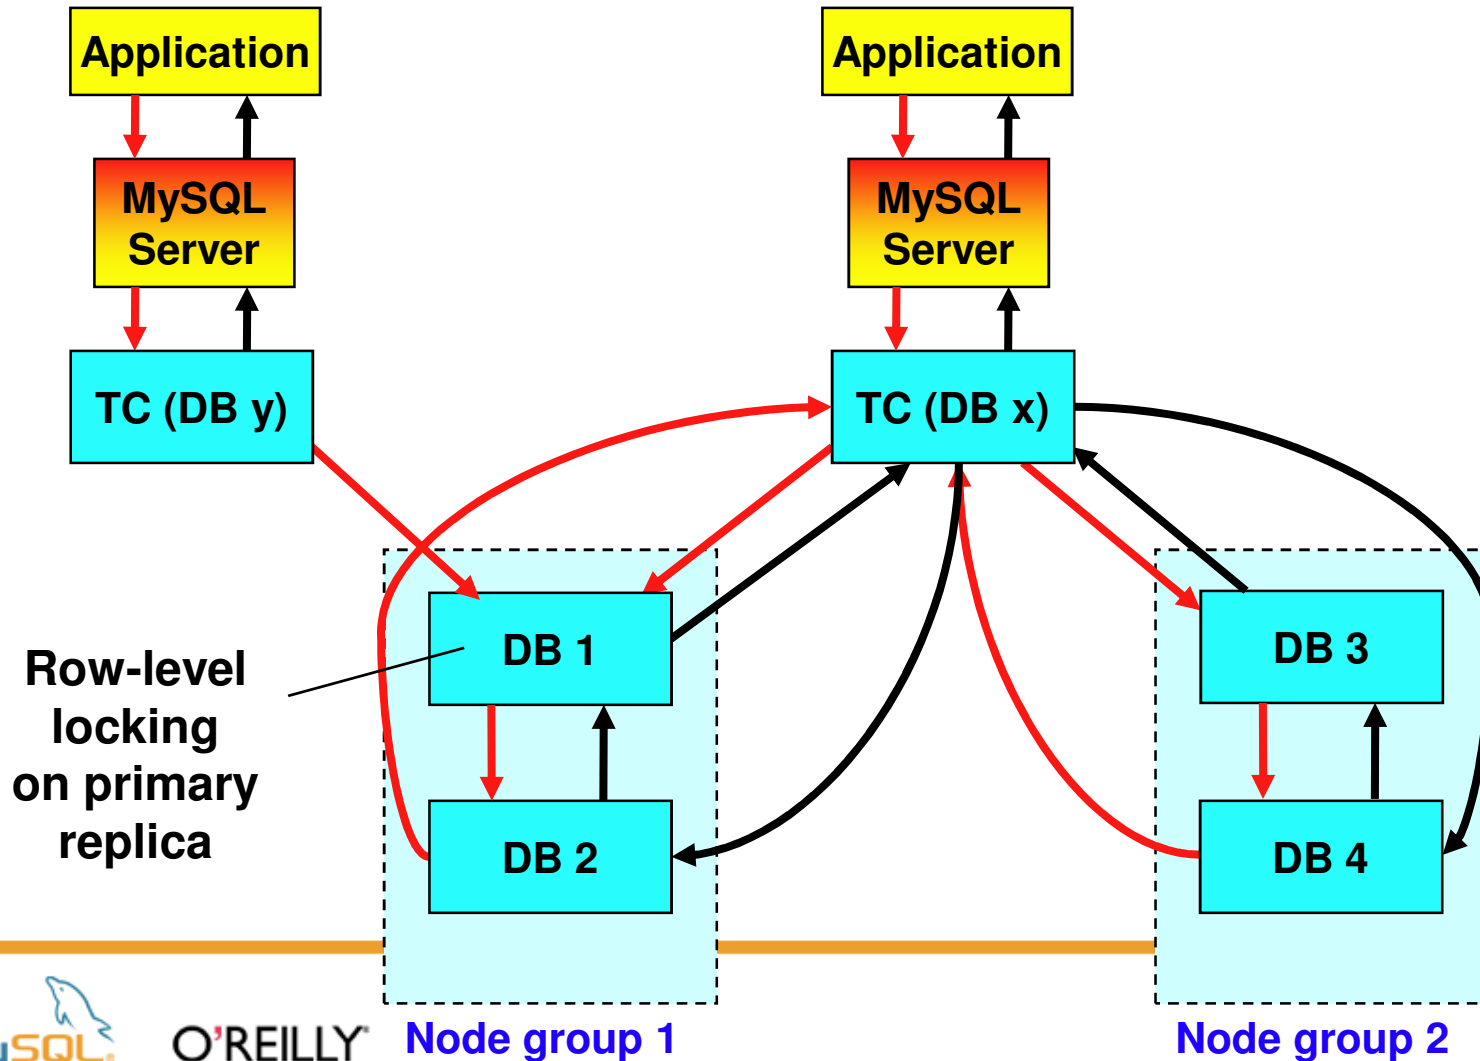 Application
Application
MySQL
Server
MySQL
Server
TC (DB y)
TC (DB x)
DB 1
DB 3
Row-level
locking
on primary
replica
DB 2
DB 4
ySQL
O'REILLY
Node group 1
Node group 2